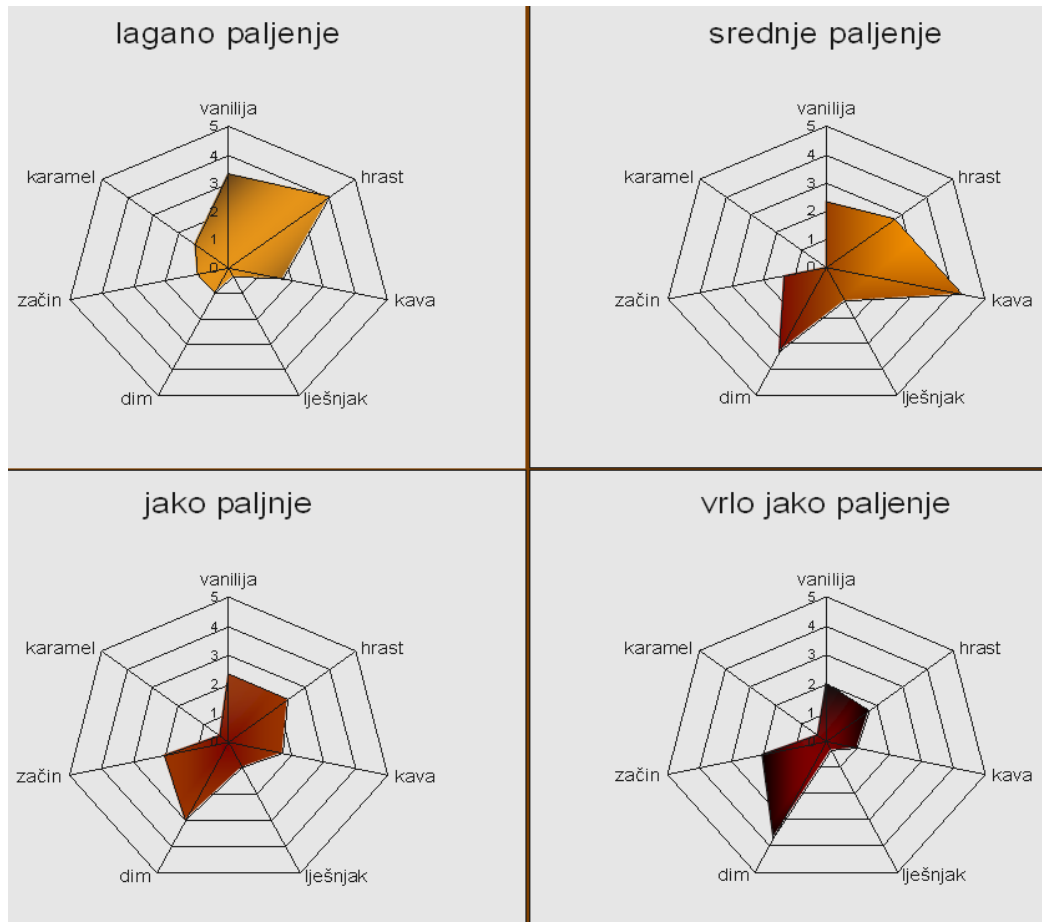 lagano paljenje
vanilija
5
4
3
2
1
0
hrast
kava
lješnjak
dim
začin
karamel
srednje paljenje
vanilija
5
4
3
2
1
0
hrast
kava
lješnjak
dim
začin
karamel
jako paljnje
vanilija
5
4
3
2
1
0
hrast
kava
lješnjak
dim
začin
karamel
vrlo jako paljenje
vanilija
5
4
3
2
1
0
hrast
kava
lješnjak
dim
začin
karamel